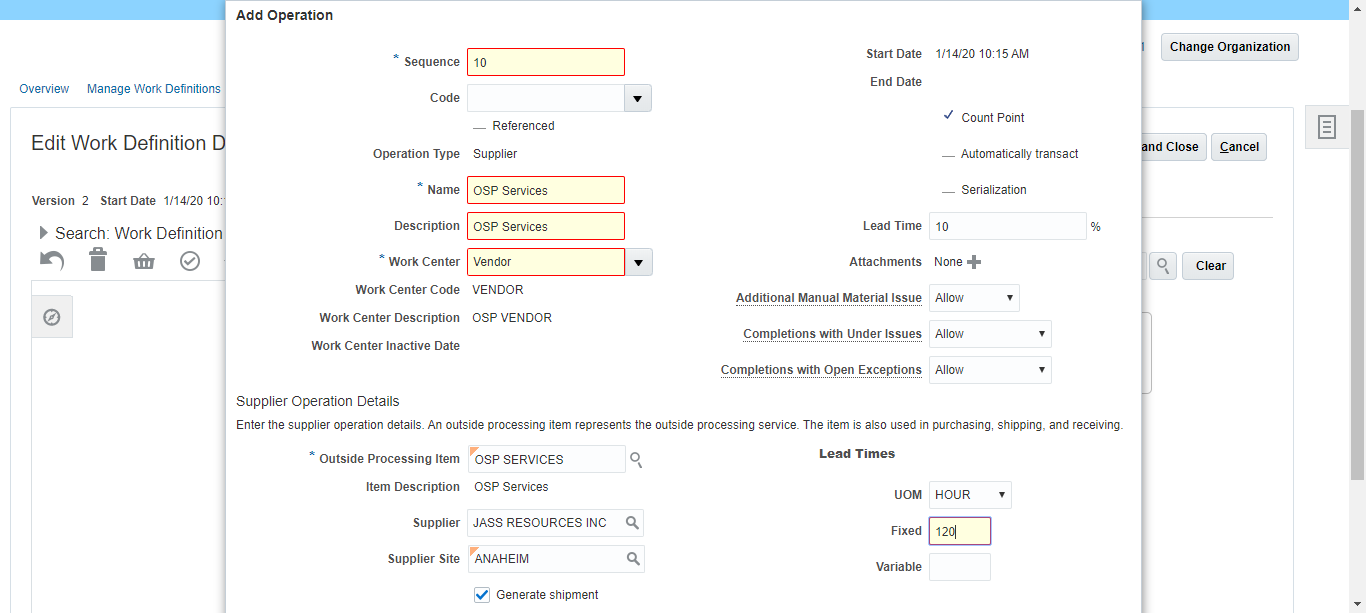 Add Operation
* Sequence 10
Code
Referenced
Operation Type Supplier
* Name OSP Services
Description OSP Services
* Work Center Vendor
Work Center Code VENDOR
Work Center Description OSP VENDOR
Work Center Inactive Date
Start Date 1/14/20 10:15 AM
End Date
Count Point
Automatically transact
Serialization
Lead Time 10 %
Attachments None
Additional Manual Material Issue Allow
Completions with Under Issues Allow
Completions with Open Exceptions Allow
Supplier Operation Details
Enter the supplier operation details. An outside processing item represents the outside processing service. The item is also used in purchasing, shipping, and receiving.
* Outside Processing Item OSP SERVICES
Item Description OSP Services
Supplier JASS RESOURCES INC
Supplier Site ANAHEIM
Generate shipment
Lead Times
UOM HOUR
Fixed 120
Variable
Change Organization
Overview Manage Work Definitions
Edit Work Definition D
and Close Cancel
Version 2 Start Date 1/14/20 10:
Search: Work Definition
Clear